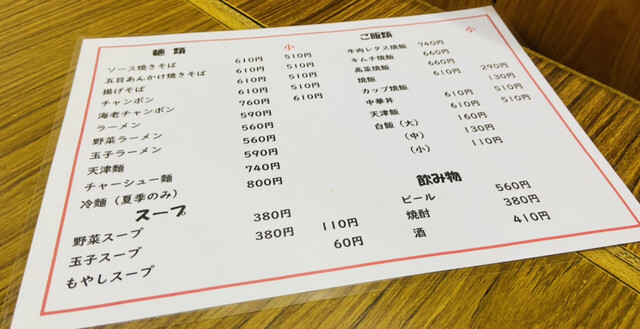 麺類
小
ソース焼きそば
五目あんかけ焼きそば
揚げそば
チャンポン
海老チャンポン
ラーメン
野菜ラーメン
玉子ラーメン
天津麺
チャーシュー麺
冷麺（夏季のみ）
610円 510円
610円 510円
610円 510円
760円 610円
590円
560円
560円
590円
740円
800円
スープ
野菜スープ
玉子スープ
もやしスープ
380円
380円 110円
60円
ご飯類
小
牛肉レタス焼飯
キムチ焼飯
高菜焼飯
焼飯
カップ焼飯
中華丼
天津飯
白飯（大）
（中）
（小）
740円
660円
660円
610円 290円
130円
610円 510円
610円 510円
160円
130円
110円
飲み物
ビール 560円
焼酎 380円
酒 410円